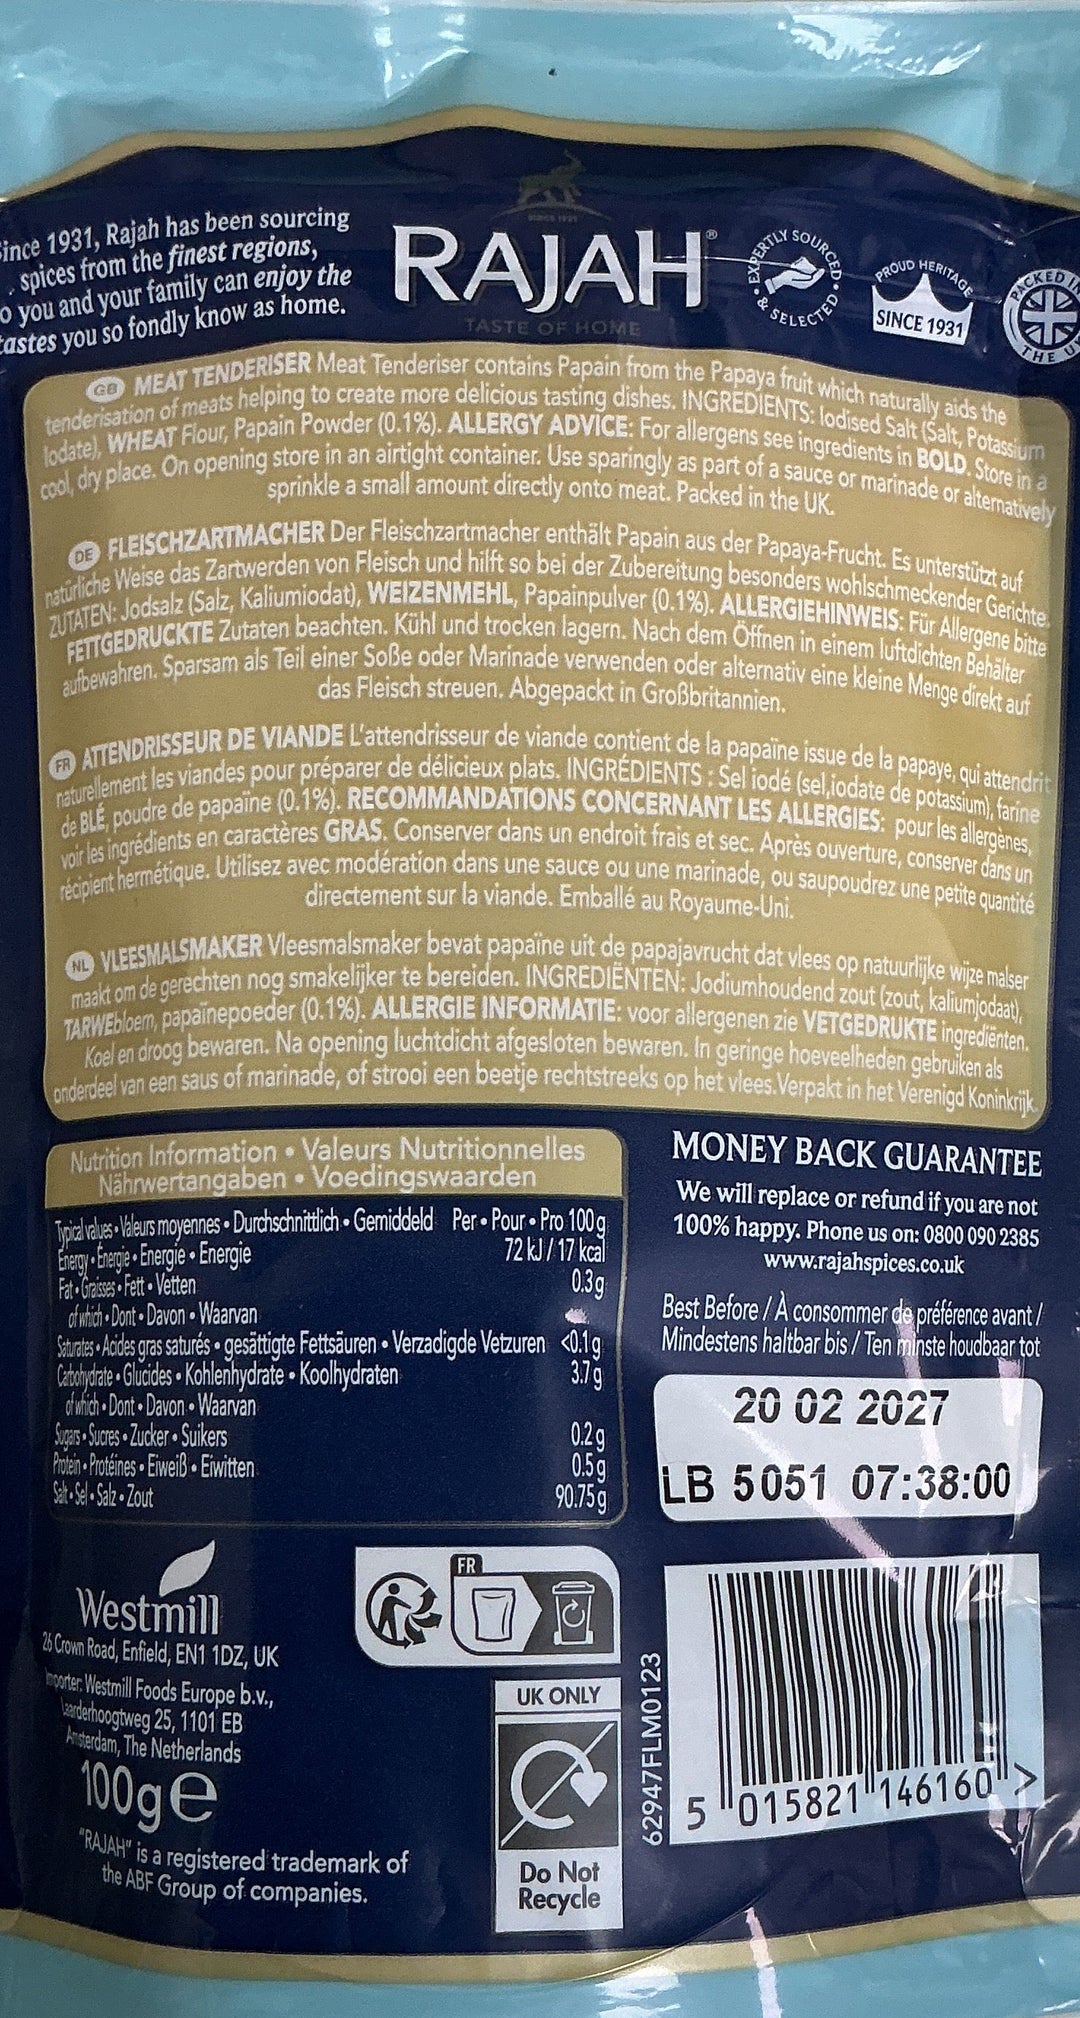 Since 1931, Rajah has been sourcing
spices from the finest regions,
so you and your family can enjoy the
tastes you so fondly know as home.
SINCE 1931
RAJAH®
TASTE OF HOME
• EXPERTLY SOURCED •
& SELECTED
PROUD HERITAGE
SINCE 1931
PACKED IN
THE UK
GB MEAT TENDERISER Meat Tenderiser contains Papain from the Papaya fruit which naturally aids the
tenderisation of meats helping to create more delicious tasting dishes. INGREDIENTS: Iodised Salt (Salt, Potassium
Iodate), WHEAT Flour, Papain Powder (0.1%). ALLERGY ADVICE: For allergens see ingredients in BOLD. Store in a
cool, dry place. On opening store in an airtight container. Use sparingly as part of a sauce or marinade or alternatively
sprinkle a small amount directly onto meat. Packed in the UK.
DE FLEISCHZARTMACHER Der Fleischzartmacher enthält Papain aus der Papaya-Frucht. Es unterstützt auf
natürliche Weise das Zartwerden von Fleisch und hilft so bei der Zubereitung besonders wohlschmeckender Gerichte.
ZUTATEN: Jodsalz (Salz, Kaliumiodat), WEIZENMEHL, Papainpulver (0.1%). ALLERGIEHINWEIS: Für Allergene bitte
FETTGEDRUCKTE Zutaten beachten. Kühl und trocken lagern. Nach dem Öffnen in einem luftdichten Behälter
aufbewahren. Sparsam als Teil einer Soße oder Marinade verwenden oder alternativ eine kleine Menge direkt auf
das Fleisch streuen. Abgepackt in Großbritannien.
FR ATTENDRISSEUR DE VIANDE L'attendrisseur de viande contient de la papaïne issue de la papaye, qui attendrit
naturellement les viandes pour préparer de délicieux plats. INGRÉDIENTS : Sel iodé (sel,iodate de potassium), farine
de BLÉ, poudre de papaïne (0.1%). RECOMMANDATIONS CONCERNANT LES ALLERGIES: pour les allergènes,
voir les ingrédients en caractères GRAS. Conserver dans un endroit frais et sec. Après ouverture, conserver dans un
récipient hermétique. Utilisez avec modération dans une sauce ou une marinade, ou saupoudrez une petite quantité
directement sur la viande. Emballé au Royaume-Uni.
NL VLEESMALSMAKER Vleesmalsmaker bevat papaïne uit de papajavrucht dat vlees op natuurlijke wijze malser
maakt om de gerechten nog smakelijker te bereiden. INGREDIËNTEN: Jodiumhoudend zout (zout, kaliumjodaat),
TARWEbloem, papaïnepoeder (0.1%). ALLERGIE INFORMATIE: voor allergenen zie VETGEDRUKTE ingrediënten.
Koel en droog bewaren. Na opening luchtdicht afgesloten bewaren. In geringe hoeveelheden gebruiken als
onderdeel van een saus of marinade, of strooi een beetje rechtstreeks op het vlees.Verpakt in het Verenigd Koninkrijk.
Nutrition Information • Valeurs Nutritionnelles
Nährwertangaben • Voedingswaarden
Typical values • Valeurs moyennes • Durchschnittlich • Gemiddeld Per • Pour • Pro 100g
Energy • Énergie • Energie • Energie 72 kJ / 17 kcal
Fat • Graisses • Fett • Vetten 0.3g
of which • Dont • Davon • Waarvan
Saturates • Acides gras saturés • gesättigte Fettsäuren • Verzadigde Vetzuren <0.1g
Carbohydrate • Glucides • Kohlenhydrate • Koolhydraten 3.7g
of which • Dont • Davon • Waarvan
Sugars • Sucres • Zucker • Suikers 0.2g
Protein • Protéines • Eiweiß • Eiwitten 0.5g
Salt • Sel • Salz • Zout 90.75g
MONEY BACK GUARANTEE
We will replace or refund if you are not
100% happy. Phone us on: 0800 090 2385
www.rajahspices.co.uk
Best Before / À consommer de préférence avant /
Mindestens haltbar bis / Ten minste houdbaar tot
20 02 2027
LB 5051 07:38:00
Westmill
26 Crown Road, Enfield, EN1 1DZ, UK
Importer: Westmill Foods Europe b.v.,
Laarderhoogtweg 25, 1101 EB
Amsterdam, The Netherlands
100g e
"RAJAH" is a registered trademark of
the ABF Group of companies.
FR
UK ONLY
Do Not
Recycle
62947FLM0123
5 015821 146160 >